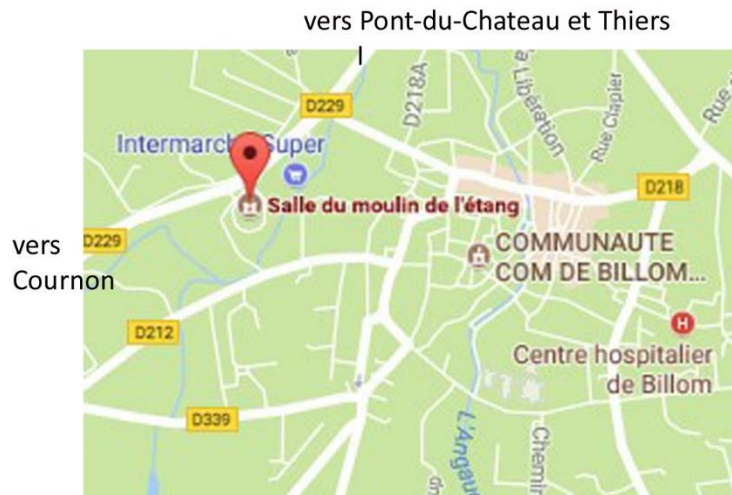 vers Pont-du-Chateau et Thiers
D229
D218A
Libération
Rue Clapier
Rue
Intermarché Super
D218
Salle du moulin de l'étang
vers
Cournon
D229
COMMUNAUTE
COM DE BILLOM...
D212
H
Centre hospitalier
de Billom
D339
L'Angaud
Chemin